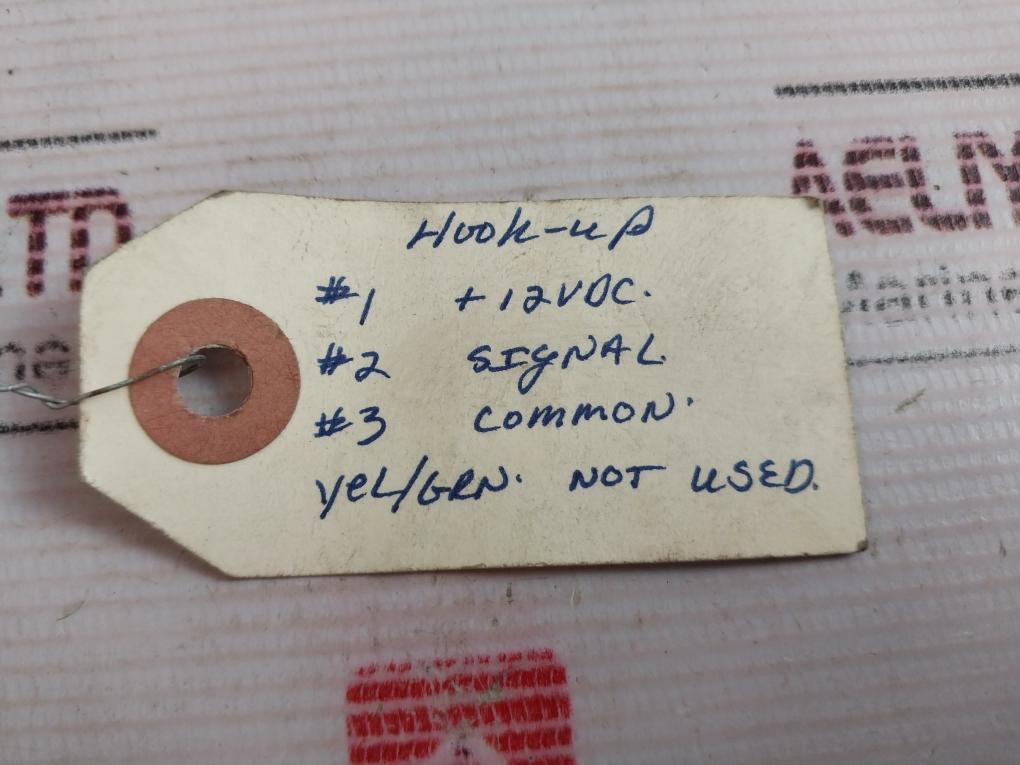 Hook-up
#1 +12VDC.
#2 SIGNAL
#3 COMMON.
YEL/GRN. NOT USED.